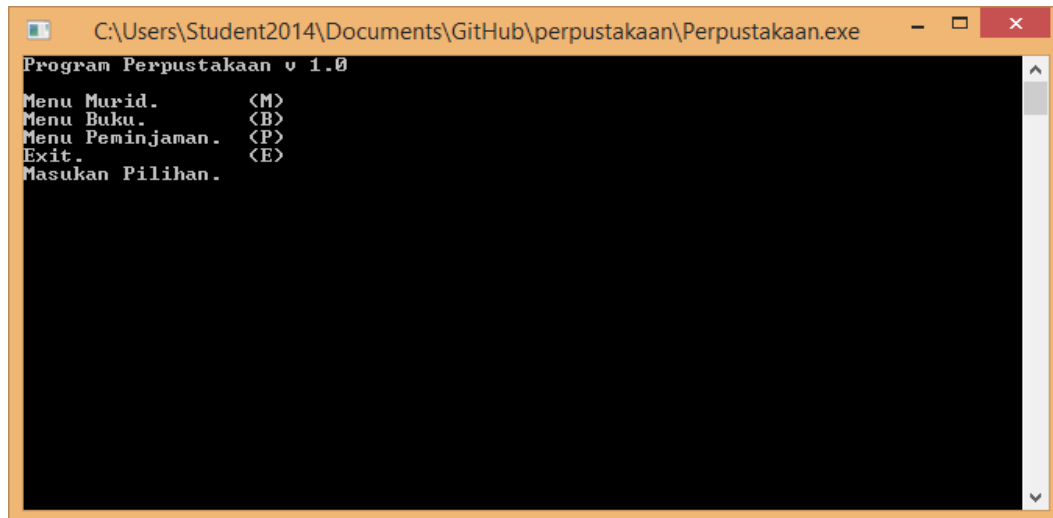 C:\Users\Student2014\Documents\GitHub\perpustakaan\Perpustakaan.exe
Program Perpustakaan v 1.0
Menu Murid. (M)
Menu Buku. (B)
Menu Peminjaman. (P)
Exit. (E)
Masukan Pilihan.